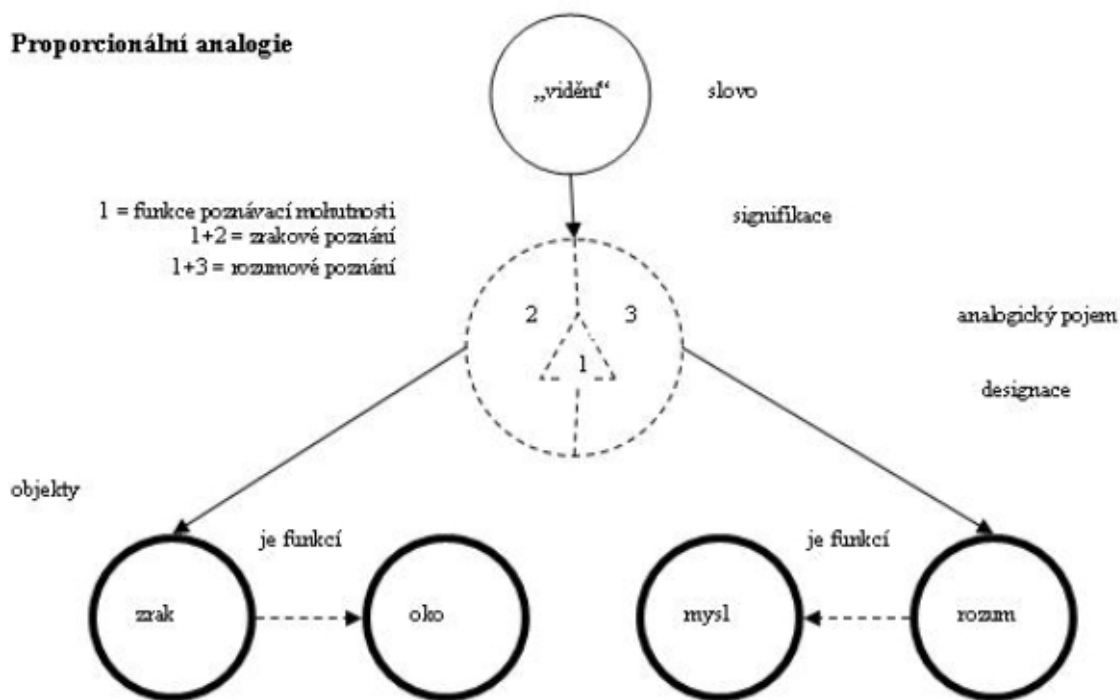 Proporcionální analogie
„vidění“
slovo
1 = funkce poznávací mohutnosti
1+2 = zrakové poznání
1+3 = rozumové poznání
signifikace
2
3
1
analogický pojem
designace
objekty
je funkcí
je funkcí
zrak
oko
mysl
rozum